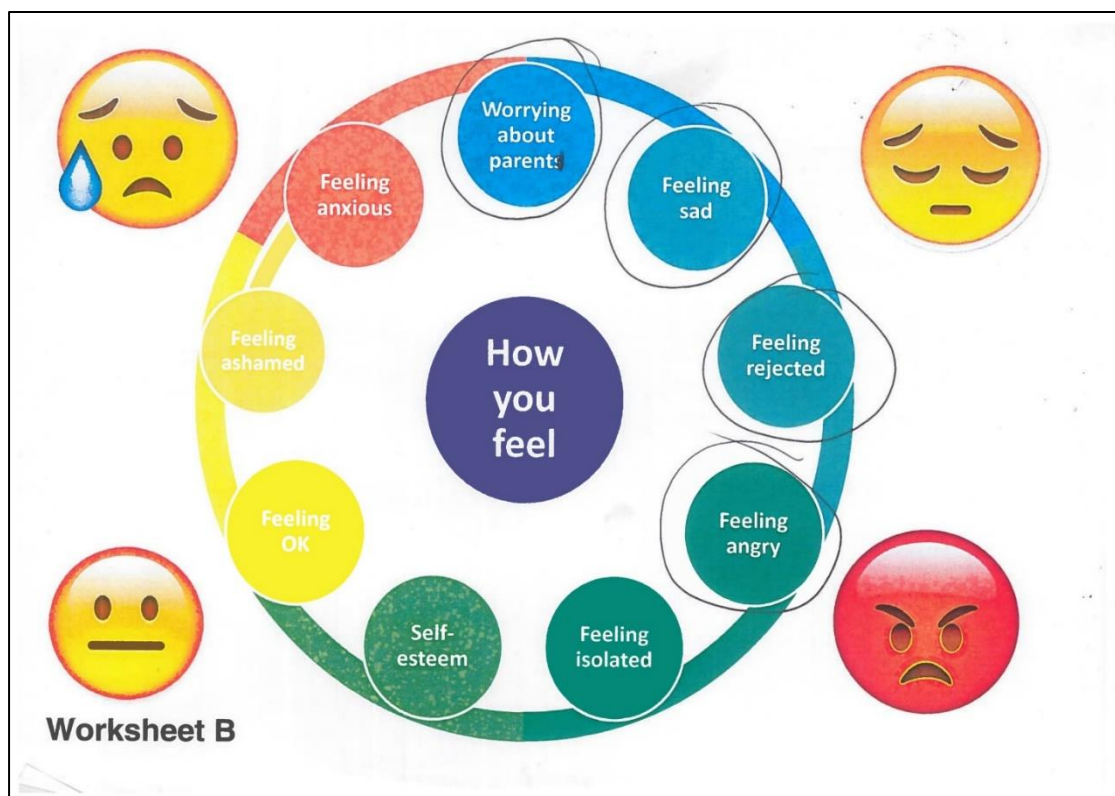 Worrying
about
parents
Feeling
sad
Feeling
rejected
Feeling
angry
Feeling
isolated
Self-
esteem
Feeling
OK
Feeling
ashamed
Feeling
anxious
How
you
feel
Worksheet B